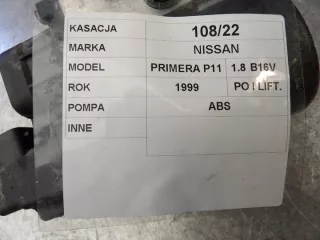 KASACJA 108/22
MARKA NISSAN
MODEL PRIMERA P11 1.8 B16V
ROK 1999 PO I LIFT.
POMPA ABS
INNE